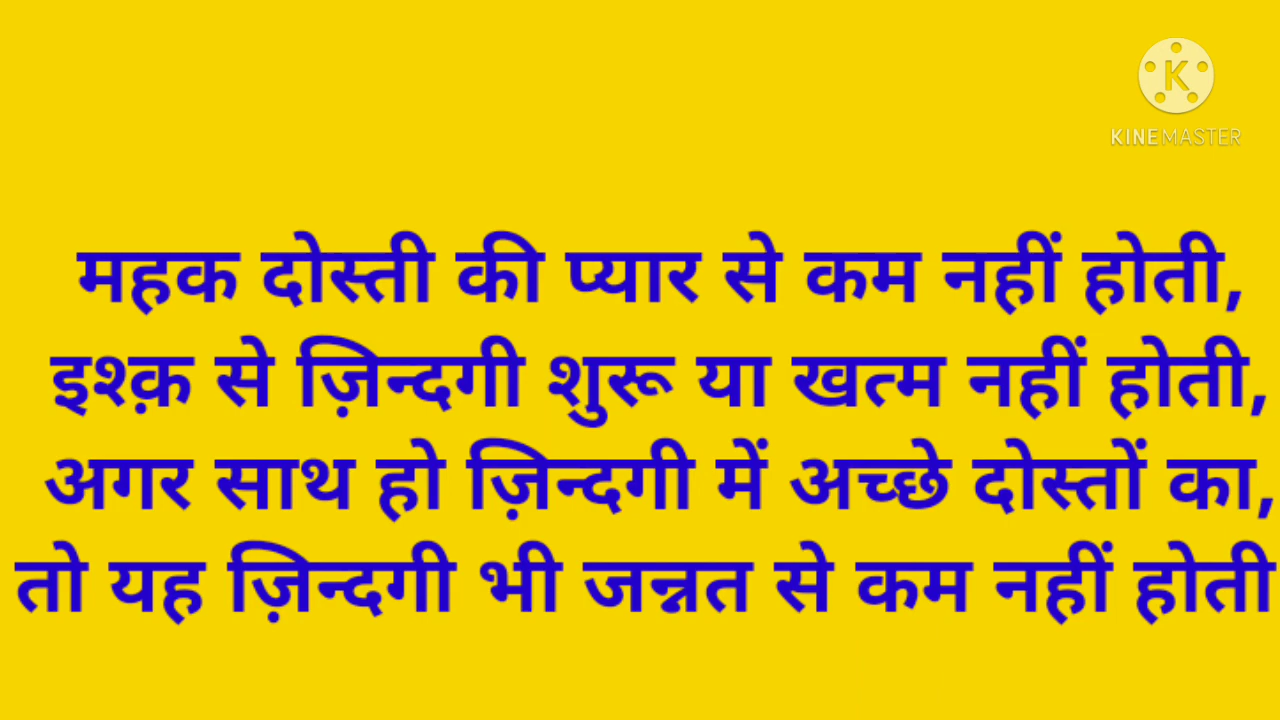 K
KINEMASTER
महक दोस्ती की प्यार से कम नहीं होती,
इश्क़ से ज़िन्दगी शुरू या खत्म नहीं होती,
अगर साथ हो ज़िन्दगी में अच्छे दोस्तों का,
तो यह ज़िन्दगी भी जन्नत से कम नहीं होती